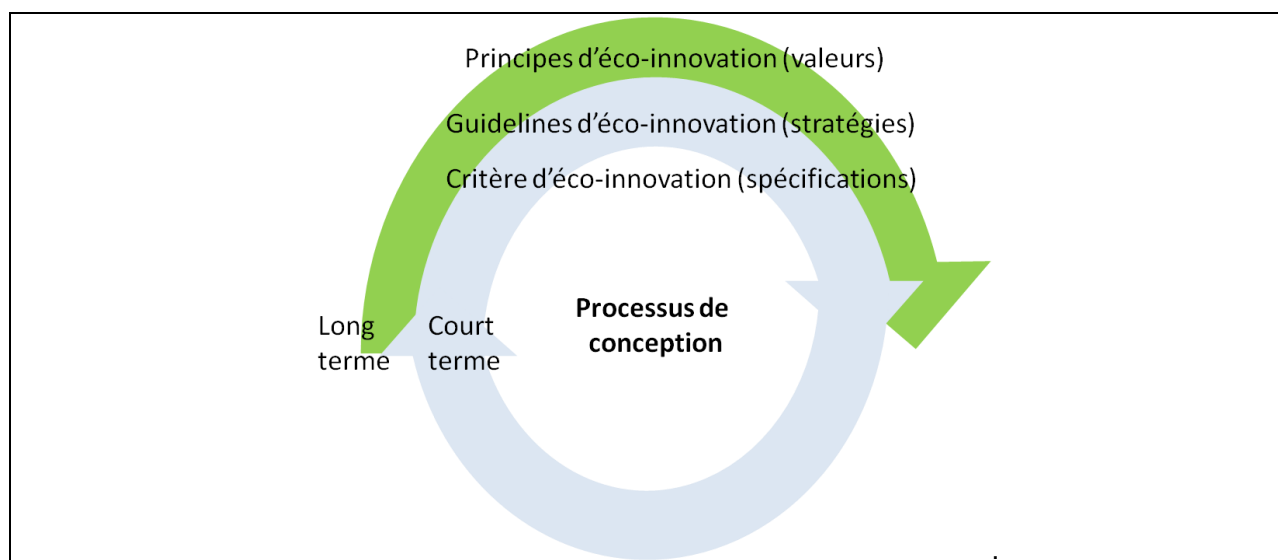 Principes d’éco-innovation (valeurs)
Guidelines d’éco-innovation (stratégies)
Critère d’éco-innovation (spécifications)
Processus de
conception
Long
terme
Court
terme